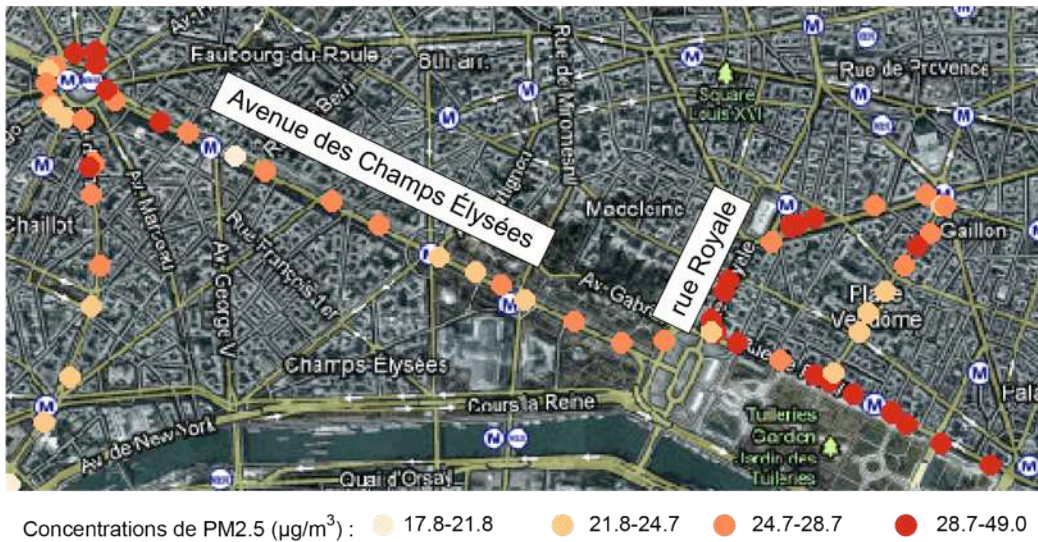 Faubourg-du-Roule
8th arr.
Rue de Miromesnil
Rue de Provence
Square
Louis XVI
Avenue des Champs Élysées
Madeleine
rue Royale
Chaillot
Av. Marceau
Rue François 1er
Av. George V
Gaillon
Place
Vendôme
Av. Gabri
Champs-Élysées
Cours la Reine
Av. de New York
Quai d'Orsay
Tuileries
Garden
Jardin des
Tuileries
Pala
Concentrations de PM2.5 (µg/m³) : 17.8-21.8 21.8-24.7 24.7-28.7 28.7-49.0